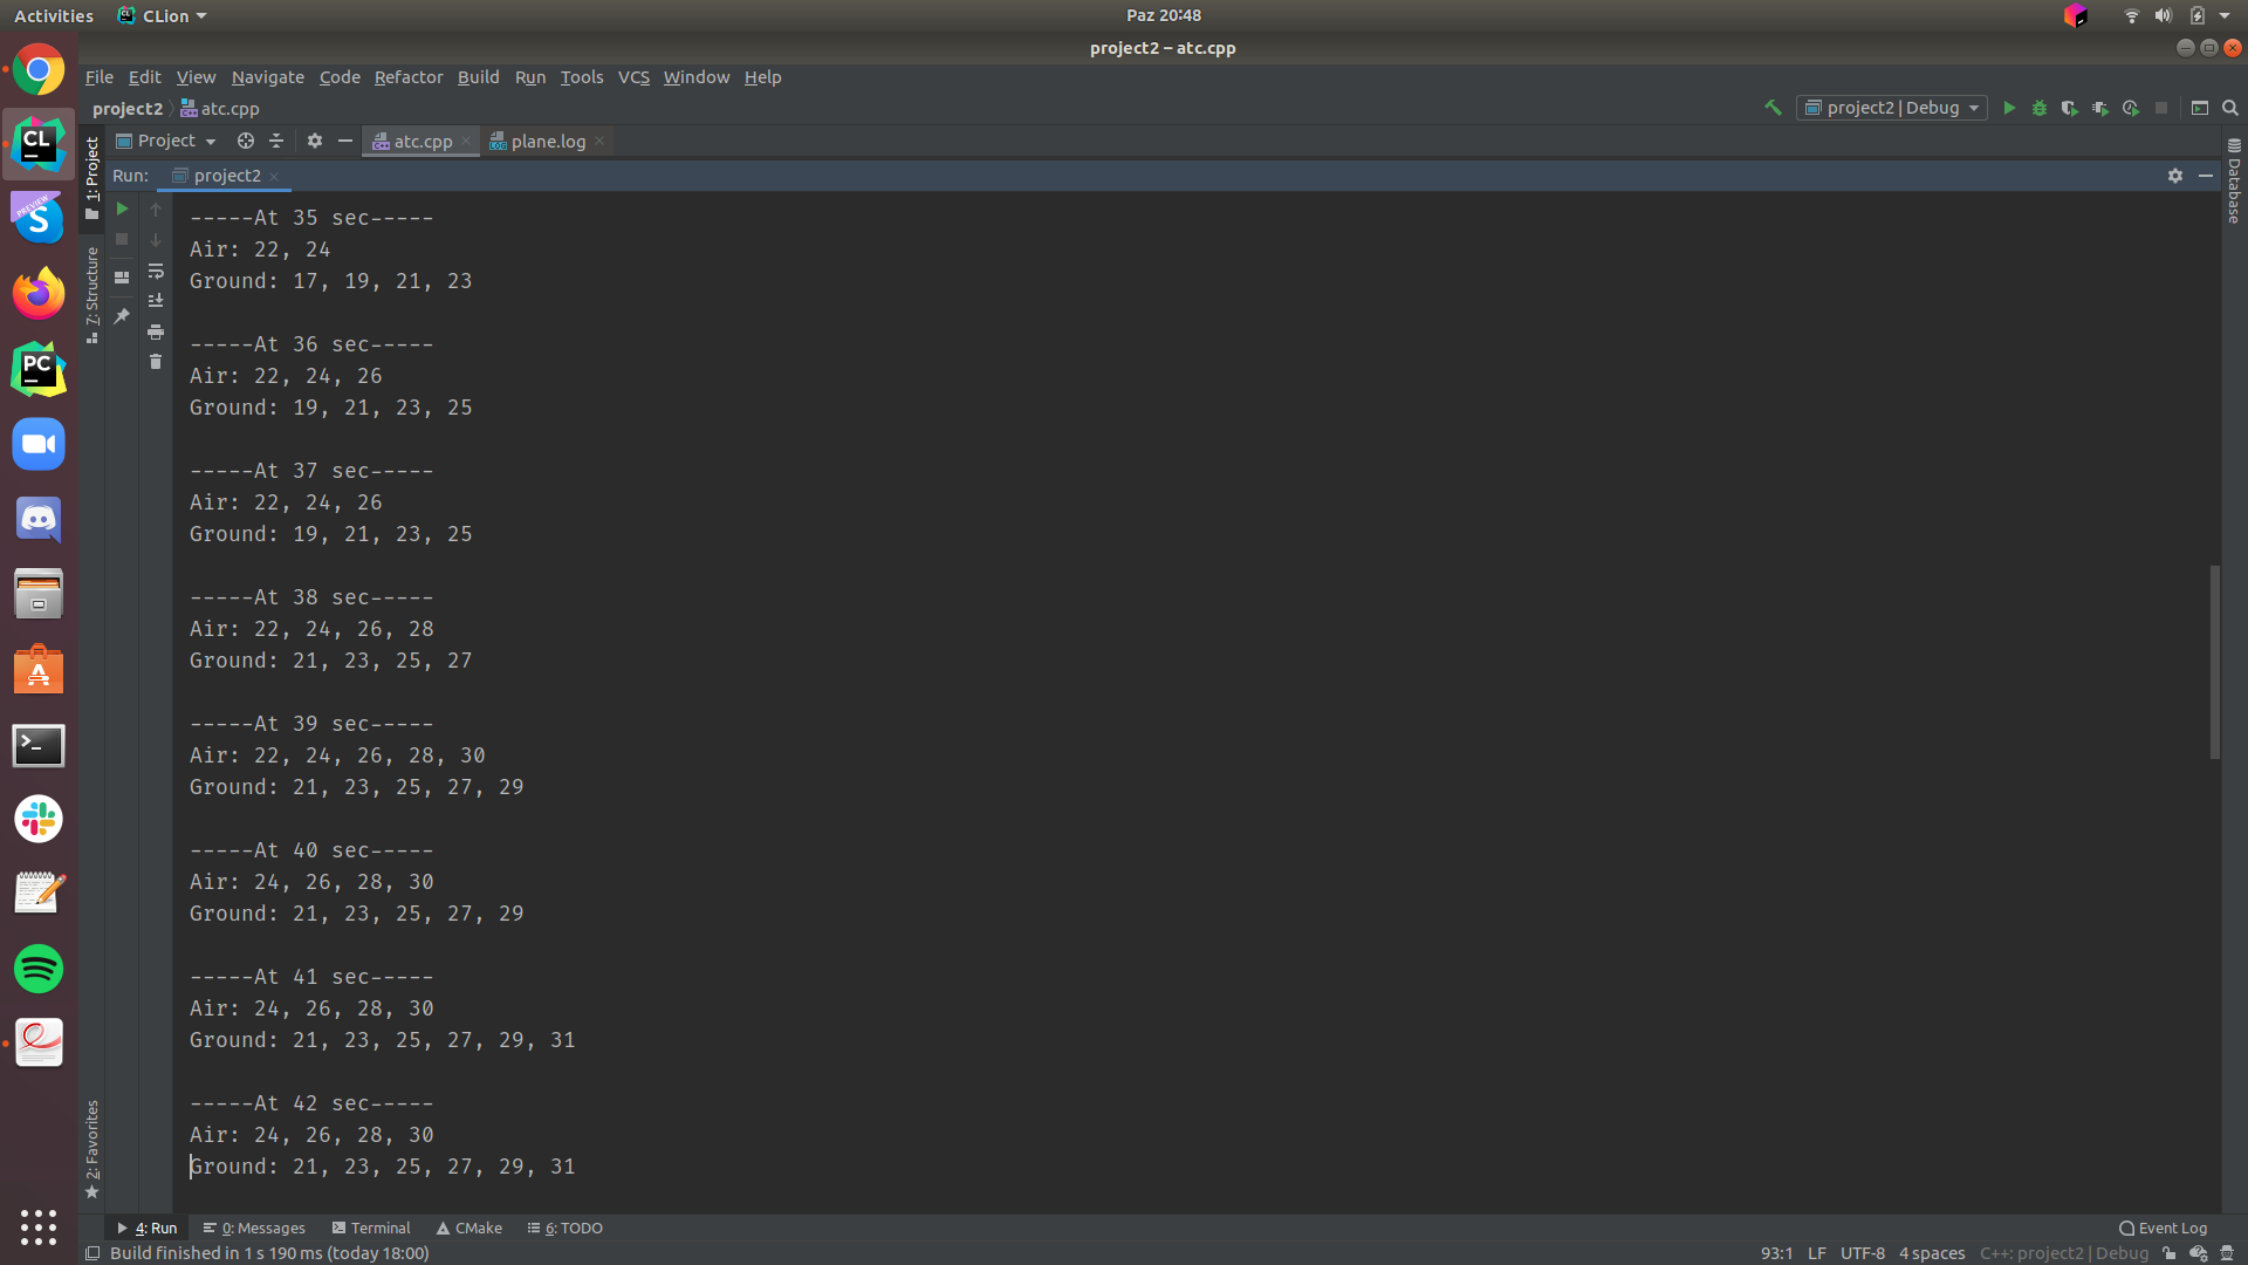 Activities CLion Paz 20:48
project2 – atc.cpp
File Edit View Navigate Code Refactor Build Run Tools VCS Window Help
project2 atc.cpp project2 | Debug
Project atc.cpp plane.log
Run: project2
1: Project
7: Structure
2: Favorites
Database
CL
PREVIEW
S
PC
-----At 35 sec-----
Air: 22, 24
Ground: 17, 19, 21, 23
-----At 36 sec-----
Air: 22, 24, 26
Ground: 19, 21, 23, 25
-----At 37 sec-----
Air: 22, 24, 26
Ground: 19, 21, 23, 25
-----At 38 sec-----
Air: 22, 24, 26, 28
Ground: 21, 23, 25, 27
-----At 39 sec-----
Air: 22, 24, 26, 28, 30
Ground: 21, 23, 25, 27, 29
-----At 40 sec-----
Air: 24, 26, 28, 30
Ground: 21, 23, 25, 27, 29
-----At 41 sec-----
Air: 24, 26, 28, 30
Ground: 21, 23, 25, 27, 29, 31
-----At 42 sec-----
Air: 24, 26, 28, 30
Ground: 21, 23, 25, 27, 29, 31
4: Run 0: Messages Terminal CMake 6: TODO Event Log
Build finished in 1 s 190 ms (today 18:00) 93:1 LF UTF-8 4 spaces C++: project2 | Debug